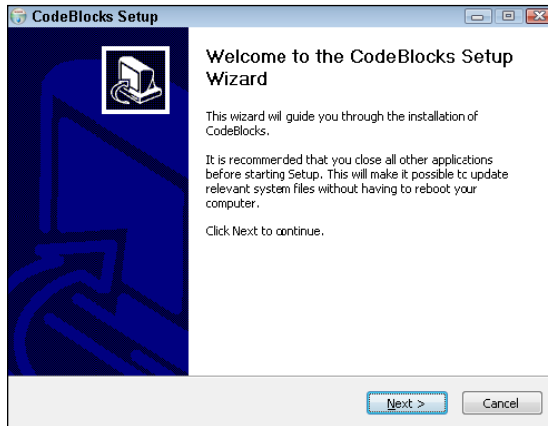 CodeBlocks Setup
Welcome to the CodeBlocks Setup
Wizard
This wizard wil guide you through the installation of
CodeBlocks.
It is recommended that you close all other applications
before starting Setup. This will make it possible to update
relevant system files without having to reboot your
computer.
Click Next to continue.
Next >
Cancel